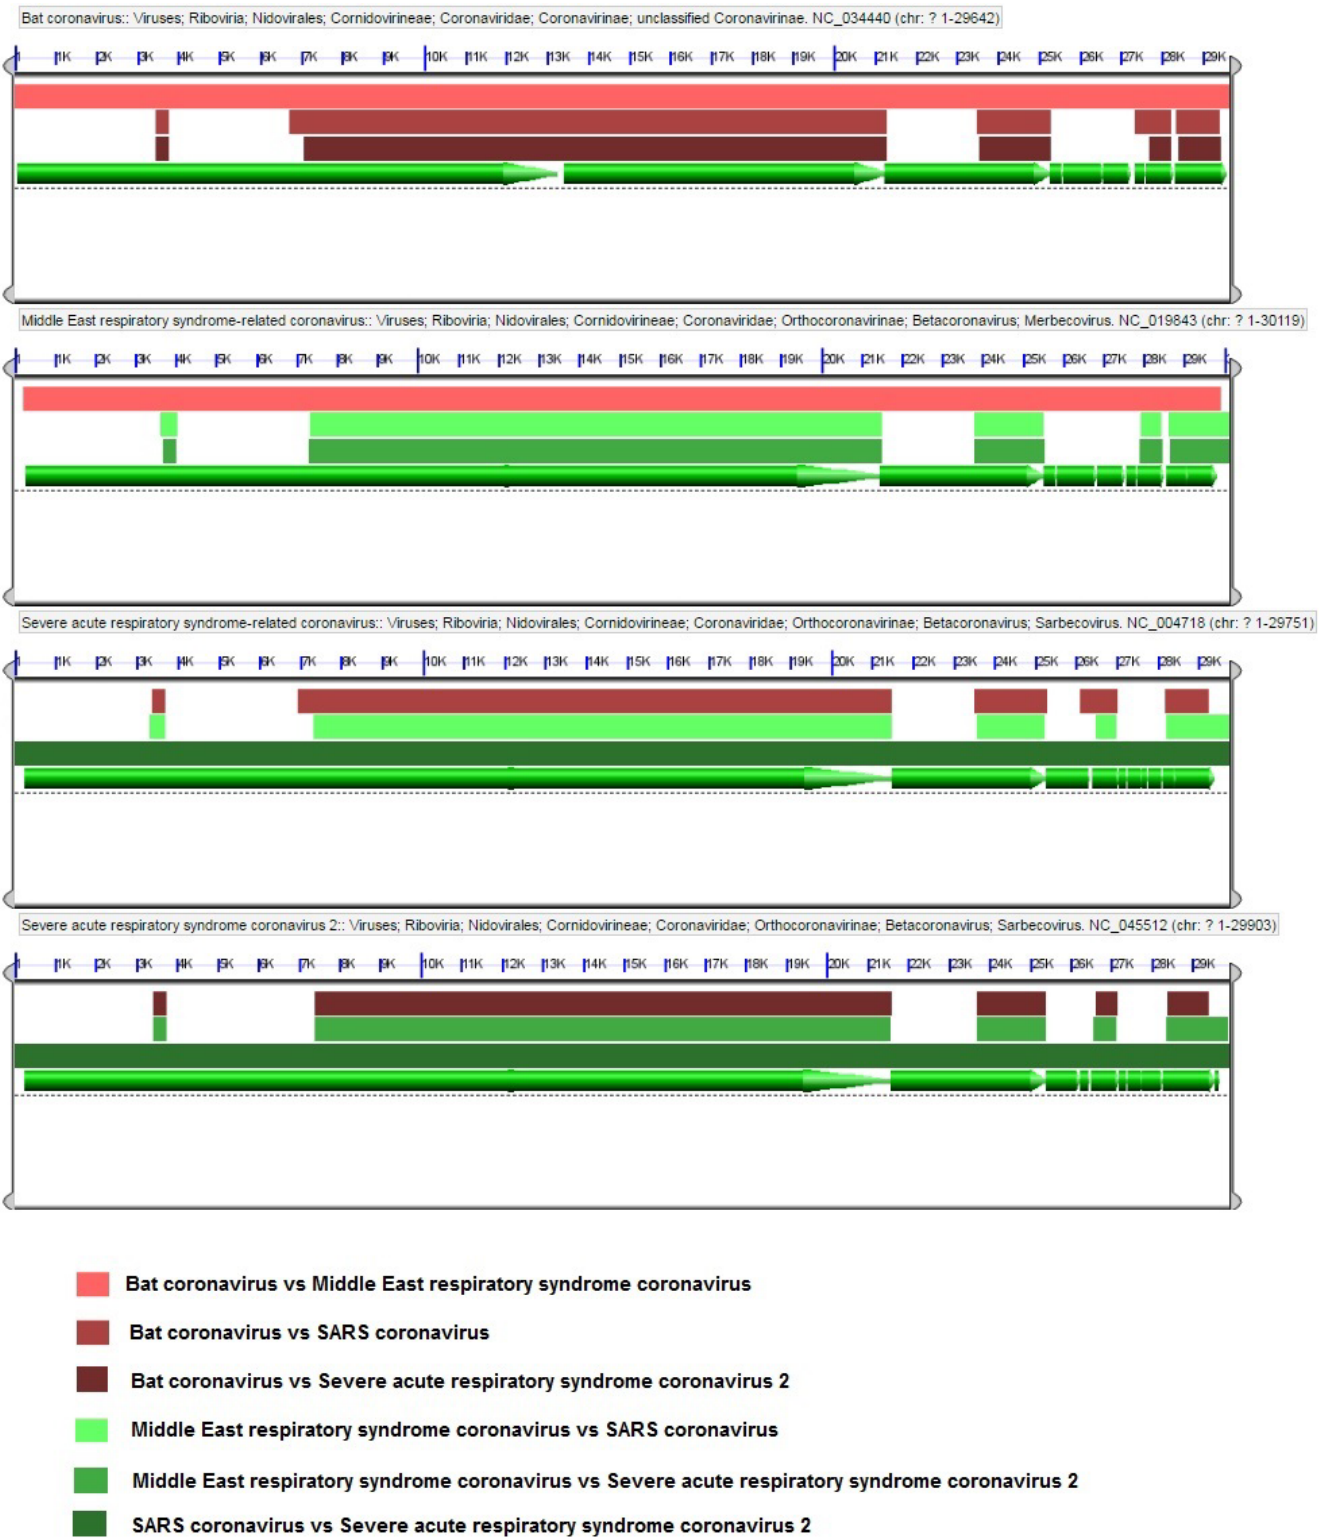 Bat coronavirus:: Viruses; Riboviria; Nidovirales; Cornidovirineae; Coronaviridae; Coronavirinae; unclassified Coronavirinae. NC_034440 (chr: ? 1-29642)
1 1K 2K 3K 4K 5K 6K 7K 8K 9K 10K 11K 12K 13K 14K 15K 16K 17K 18K 19K 20K 21K 22K 23K 24K 25K 26K 27K 28K 29K
Middle East respiratory syndrome-related coronavirus:: Viruses; Riboviria; Nidovirales; Cornidovirineae; Coronaviridae; Orthocoronavirinae; Betacoronavirus; Merbecovirus. NC_019843 (chr: ? 1-30119)
1 1K 2K 3K 4K 5K 6K 7K 8K 9K 10K 11K 12K 13K 14K 15K 16K 17K 18K 19K 20K 21K 22K 23K 24K 25K 26K 27K 28K 29K
Severe acute respiratory syndrome-related coronavirus:: Viruses; Riboviria; Nidovirales; Cornidovirineae; Coronaviridae; Orthocoronavirinae; Betacoronavirus; Sarbecovirus. NC_004718 (chr: ? 1-29751)
1 1K 2K 3K 4K 5K 6K 7K 8K 9K 10K 11K 12K 13K 14K 15K 16K 17K 18K 19K 20K 21K 22K 23K 24K 25K 26K 27K 28K 29K
Severe acute respiratory syndrome coronavirus 2:: Viruses; Riboviria; Nidovirales; Cornidovirineae; Coronaviridae; Orthocoronavirinae; Betacoronavirus; Sarbecovirus. NC_045512 (chr: ? 1-29903)
1 1K 2K 3K 4K 5K 6K 7K 8K 9K 10K 11K 12K 13K 14K 15K 16K 17K 18K 19K 20K 21K 22K 23K 24K 25K 26K 27K 28K 29K
Bat coronavirus vs Middle East respiratory syndrome coronavirus
Bat coronavirus vs SARS coronavirus
Bat coronavirus vs Severe acute respiratory syndrome coronavirus 2
Middle East respiratory syndrome coronavirus vs SARS coronavirus
Middle East respiratory syndrome coronavirus vs Severe acute respiratory syndrome coronavirus 2
SARS coronavirus vs Severe acute respiratory syndrome coronavirus 2